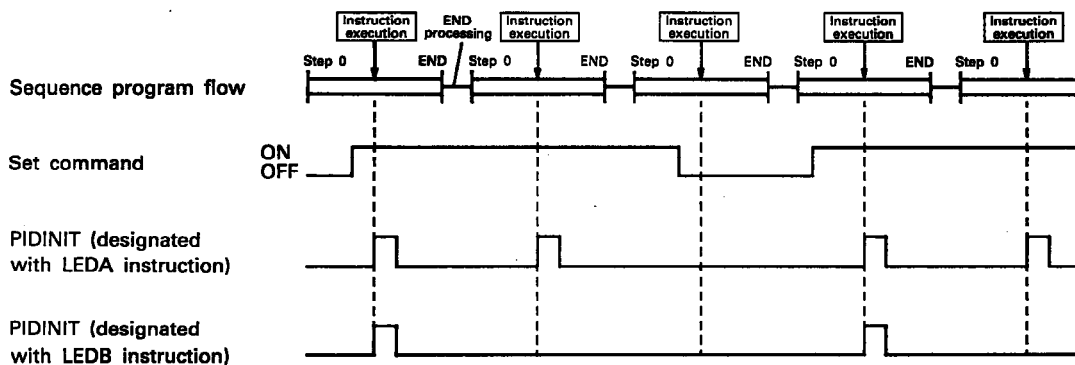 Instruction execution
END processing
Instruction execution
Instruction execution
Instruction execution
Instruction execution
Step 0 END Step 0 END Step 0 END Step 0 END Step 0
Sequence program flow
Set command
ON
OFF
PIDINIT (designated
with LEDA instruction)
PIDINIT (designated
with LEDB instruction)